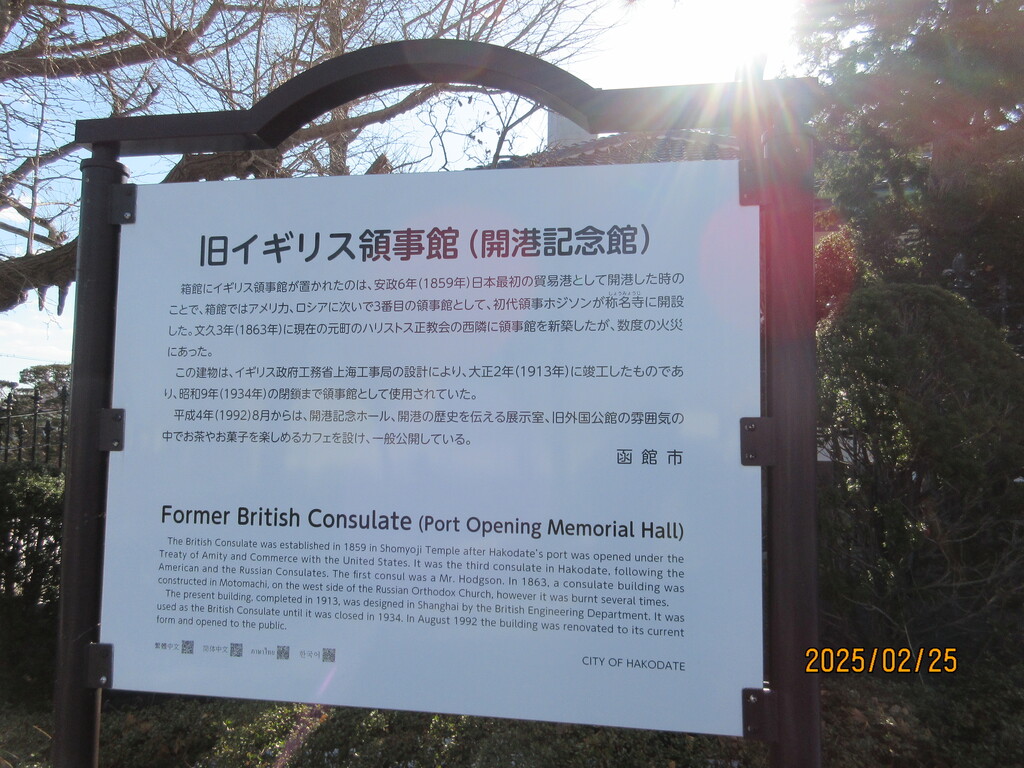 旧イギリス領事館(開港記念館)
箱館にイギリス領事館が置かれたのは、安政6年(1859年)日本最初の貿易港として開港した時の
ことで、箱館ではアメリカ、ロシアに次いで3番目の領事館として、初代領事ホジソンが称名寺に開設
しょうみょうじ
した。文久3年(1863年)に現在の元町のハリストス正教会の西隣に領事館を新築したが、数度の火災
にあった。
この建物は、イギリス政府工務省上海工事局の設計により、大正2年(1913年)に竣工したものであ
り、昭和9年(1934年)の閉鎖まで領事館として使用されていた。
平成4年(1992)8月からは、開港記念ホール、開港の歴史を伝える展示室、旧外国公館の雰囲気の
中でお茶やお菓子を楽しめるカフェを設け、一般公開している。
函館市
Former British Consulate (Port Opening Memorial Hall)
The British Consulate was established in 1859 in Shomyoji Temple after Hakodate's port was opened under the
Treaty of Amity and Commerce with the United States. It was the third consulate in Hakodate, following the
American and the Russian Consulates. The first consul was a Mr. Hodgson. In 1863, a consulate building was
constructed in Motomachi, on the west side of the Russian Orthodox Church, however it was burnt several times.
The present building, completed in 1913, was designed in Shanghai by the British Engineering Department. It was
used as the British Consulate until it was closed in 1934. In August 1992 the building was renovated to its current
form and opened to the public.
繁體中文 简体中文 ภาษาไทย 한국어
CITY OF HAKODATE
2025/02/25